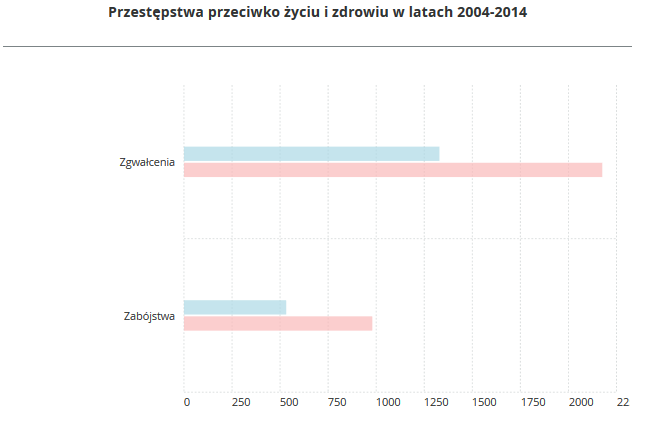 Przestępstwa przeciwko życiu i zdrowiu w latach 2004-2014
Zgwałcenia
Zabójstwa
0 250 500 750 1000 1250 1500 1750 2000 22